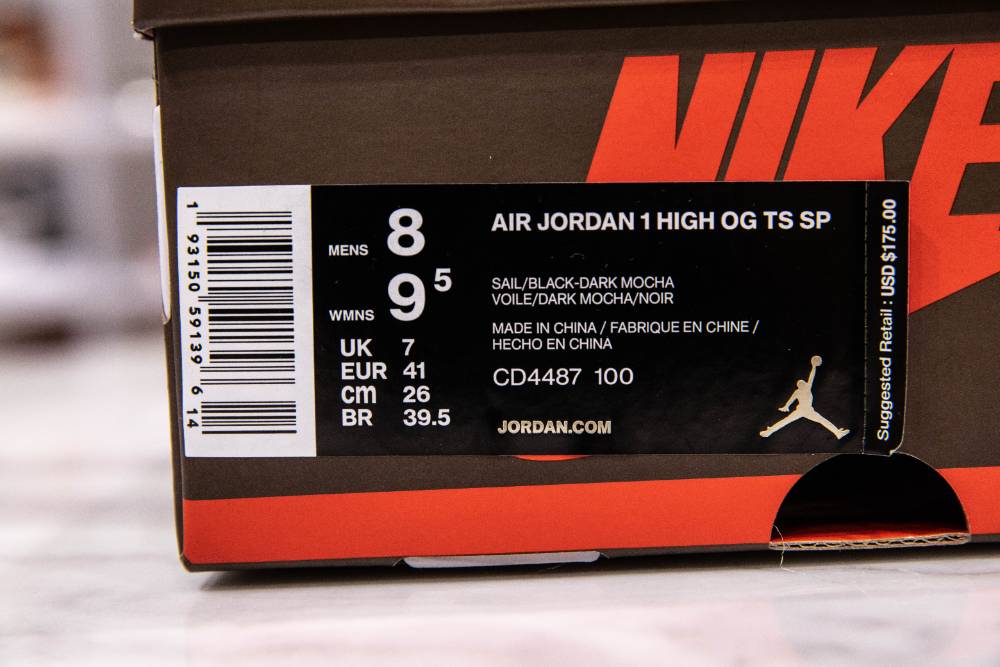 NIKE
1 93150 59139 6 14
MENS 8
WMNS 9 5
UK 7
EUR 41
cm 26
BR 39.5
AIR JORDAN 1 HIGH OG TS SP
SAIL/BLACK-DARK MOCHA
VOILE/DARK MOCHA/NOIR
MADE IN CHINA / FABRIQUE EN CHINE /
HECHO EN CHINA
CD4487 100
JORDAN.COM
Suggested Retail : USD $175.00